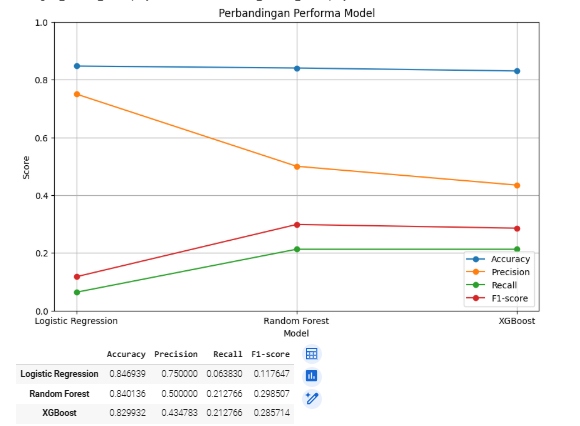 Perbandingan Performa Model
1.0
0.8
0.6
0.4
0.2
0.0
Score
Logistic Regression Random Forest XGBoost
Model
Accuracy
Precision
Recall
F1-score
Accuracy Precision Recall F1-score
Logistic Regression 0.846939 0.750000 0.063830 0.117647
Random Forest 0.840136 0.500000 0.212766 0.298507
XGBoost 0.829932 0.434783 0.212766 0.285714